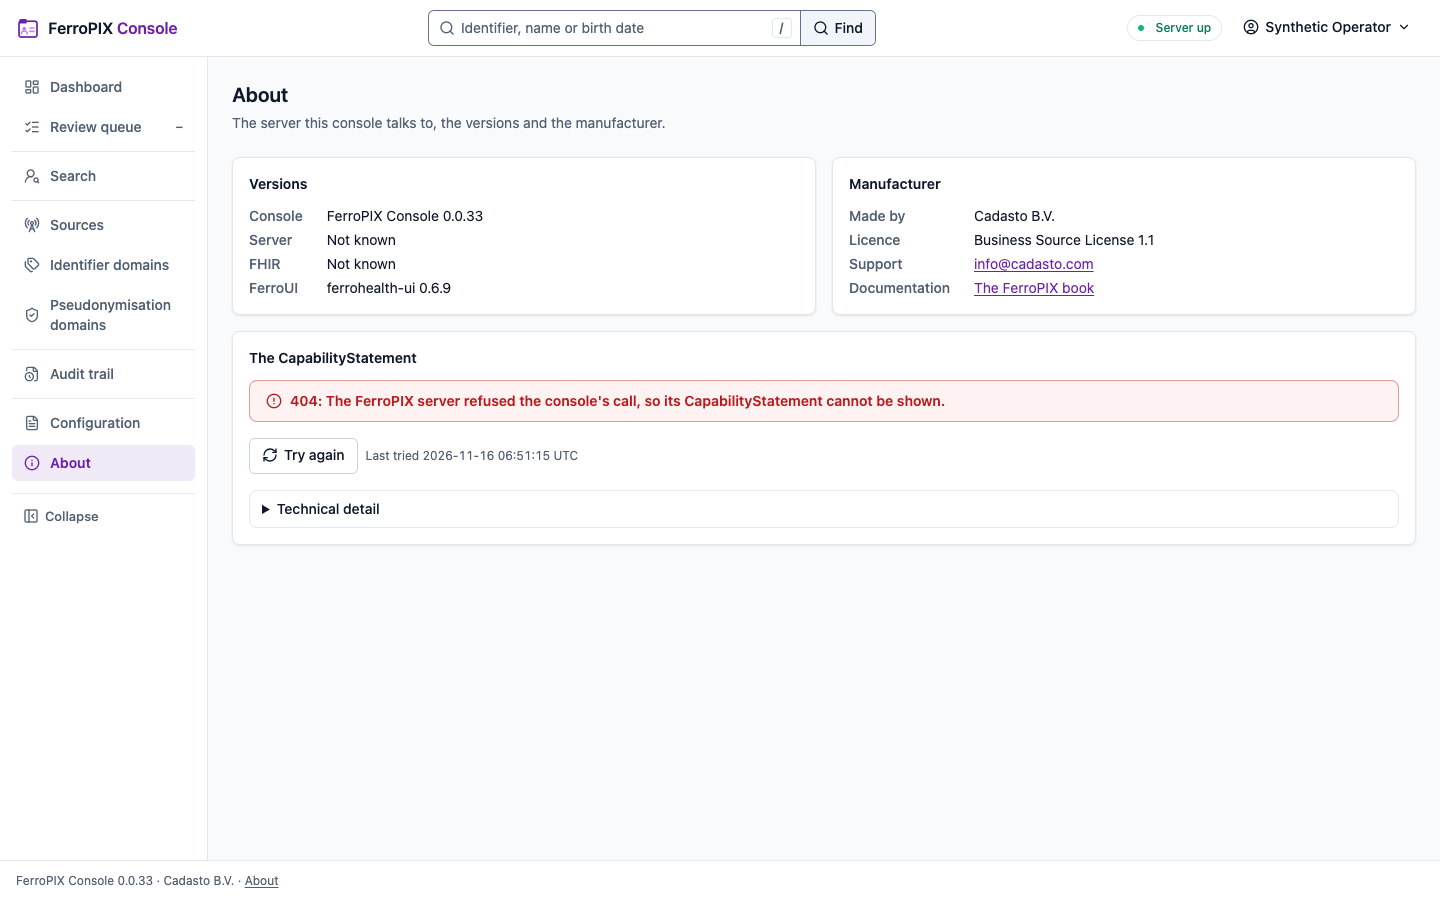 FerroPIX Console
Identifier, name or birth date
/
Find
Server up
Synthetic Operator
Dashboard
Review queue –
Search
Sources
Identifier domains
Pseudonymisation
domains
Audit trail
Configuration
About
Collapse
About
The server this console talks to, the versions and the manufacturer.
Versions
Console FerroPIX Console 0.0.33
Server Not known
FHIR Not known
FerroUI ferrohealth-ui 0.6.9
Manufacturer
Made by Cadasto B.V.
Licence Business Source License 1.1
Support info@cadasto.com
Documentation The FerroPIX book
The CapabilityStatement
404: The FerroPIX server refused the console's call, so its CapabilityStatement cannot be shown.
Try again Last tried 2026-11-16 06:51:15 UTC
Technical detail
FerroPIX Console 0.0.33 · Cadasto B.V. · About